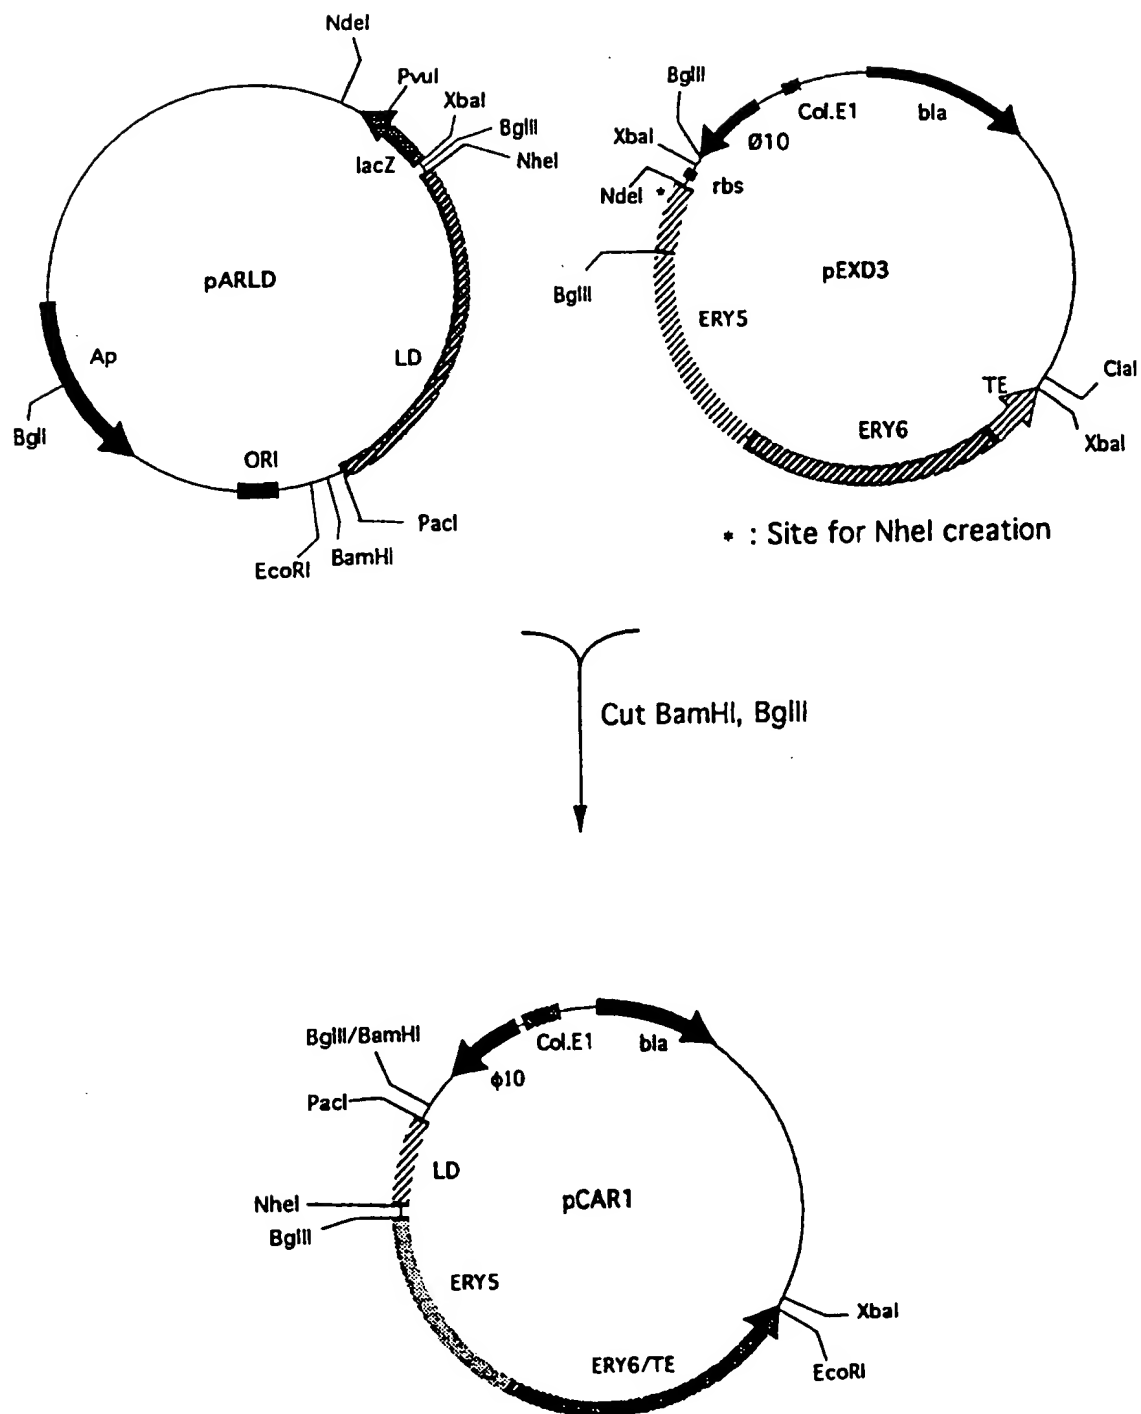 NdeI
PvuI
XbaI
BglII
NheI
lacZ
pARLD
LD
Ap
BglI
ORI
PacI
BamHI
EcoRI
BglII
Col.E1
bla
Ø10
XbaI
rbs
NdeI *
BglII
pEXD3
ERY5
TE
ClaI
ERY6
XbaI
* : Site for NheI creation
Cut BamHI, BglII
BglII/BamHI
Col.E1
bla
ϕ10
PacI
LD
NheI
pCAR1
BglII
ERY5
XbaI
ERY6/TE
EcoRI